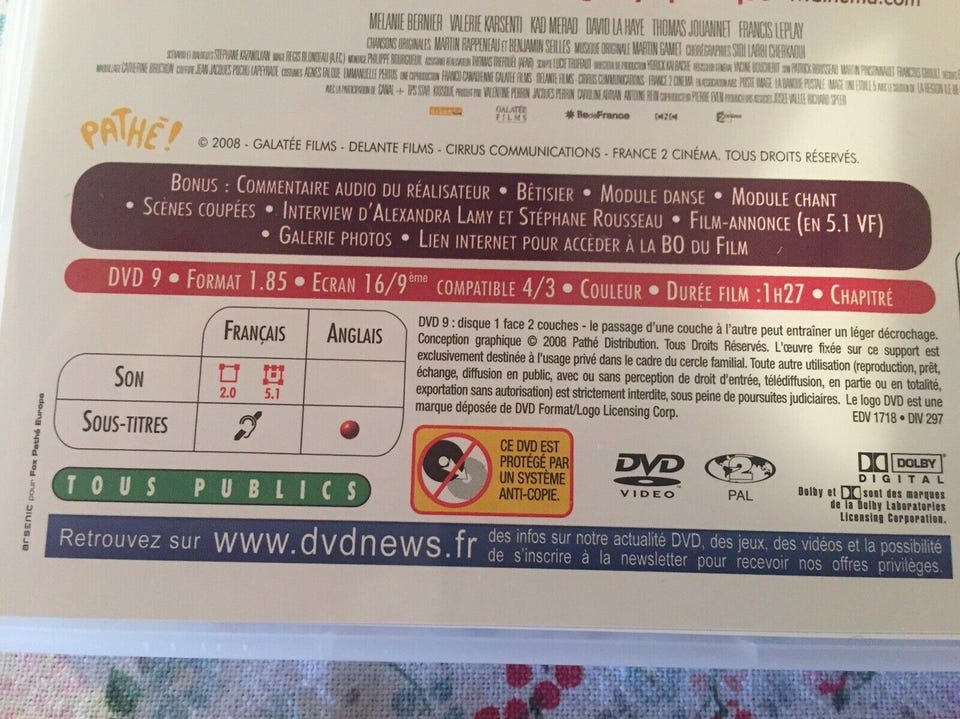 MELANIE BERNIER VALERIE KARSENTI KAD MERAD DAVID LA HAYE THOMAS JOUANNET FRANCIS LEPLAY
CHANSONS ORIGINALES MARTIN RAPPENEAU ET BENJAMIN SEILLES MUSIQUE ORIGINALE MARTIN GAMET CHORÉGRAPHIES SIDI LARBI CHERKAOUI
GALATÉE FILMS
îledeFrance
PATHÉ!
© 2008 - GALATÉE FILMS - DELANTE FILMS - CIRRUS COMMUNICATIONS - FRANCE 2 CINÉMA. TOUS DROITS RÉSERVÉS.
BONUS : COMMENTAIRE AUDIO DU RÉALISATEUR • BÊTISIER • MODULE DANSE • MODULE CHANT
• SCÈNES COUPÉES • INTERVIEW D'ALEXANDRA LAMY ET STÉPHANE ROUSSEAU • FILM-ANNONCE (EN 5.1 VF)
• GALERIE PHOTOS • LIEN INTERNET POUR ACCÈDER À LA BO DU FILM
DVD 9 • FORMAT 1.85 • ECRAN 16/9ème COMPATIBLE 4/3 • COULEUR • DURÉE FILM :1H27 • CHAPITRÉ
FRANÇAIS ANGLAIS
SON 2.0 5.1
SOUS-TITRES
DVD 9 : disque 1 face 2 couches - le passage d'une couche à l'autre peut entraîner un léger décrochage.
Conception graphique © 2008 Pathé Distribution. Tous Droits Réservés. L'œuvre fixée sur ce support est
exclusivement destinée à l'usage privé dans le cadre du cercle familial. Toute autre utilisation (reproduction, prêt,
échange, diffusion en public, avec ou sans perception de droit d'entrée, télédiffusion, en partie ou en totalité,
exportation sans autorisation) est strictement interdite, sous peine de poursuites judiciaires. Le logo DVD est une
marque déposée de DVD Format/Logo Licensing Corp.
EDV 1718 • DIV 297
TOUS PUBLICS
CE DVD EST
PROTÉGÉ PAR
UN SYSTÈME
ANTI-COPIE.
DVD
VIDEO
2
PAL
DOLBY
DIGITAL
Dolby et sont des marques
de la Dolby Laboratories
Licensing Corporation.
arsenic pour Fox Pathé Europa
Retrouvez sur www.dvdnews.fr des infos sur notre actualité DVD, des jeux, des vidéos et la possibilité
de s'inscrire à la newsletter pour recevoir nos offres privilèges.